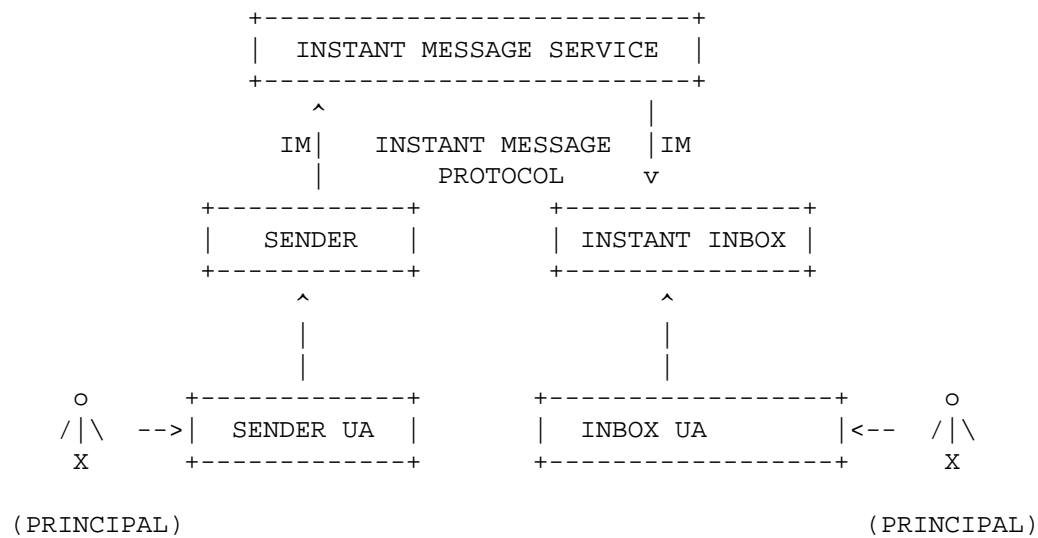 INSTANT MESSAGE SERVICE
IM INSTANT MESSAGE IM
PROTOCOL
SENDER INSTANT INBOX
SENDER UA INBOX UA
X X
(PRINCIPAL) (PRINCIPAL)